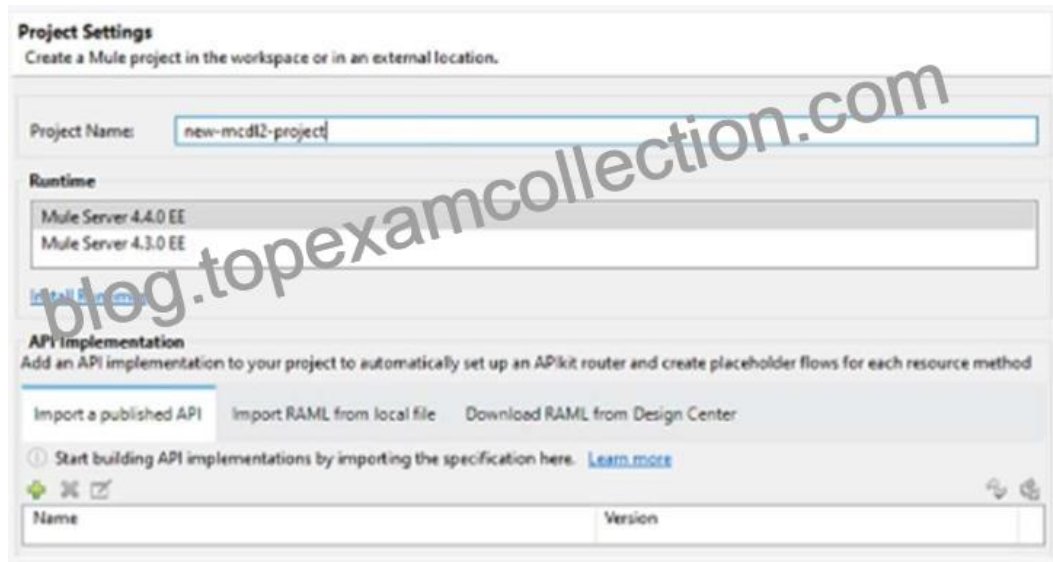 Project Settings
Create a Mule project in the workspace or in an external location.
Project Name: new-mcdl2-project
Runtime
Mule Server 4.4.0 EE
Mule Server 4.3.0 EE
Install Runtimes
API Implementation
Add an API implementation to your project to automatically set up an APIkit router and create placeholder flows for each resource method
Import a published API Import RAML from local file Download RAML from Design Center
Start building API implementations by importing the specification here. Learn more
Name Version
blog.topexamcollection.com